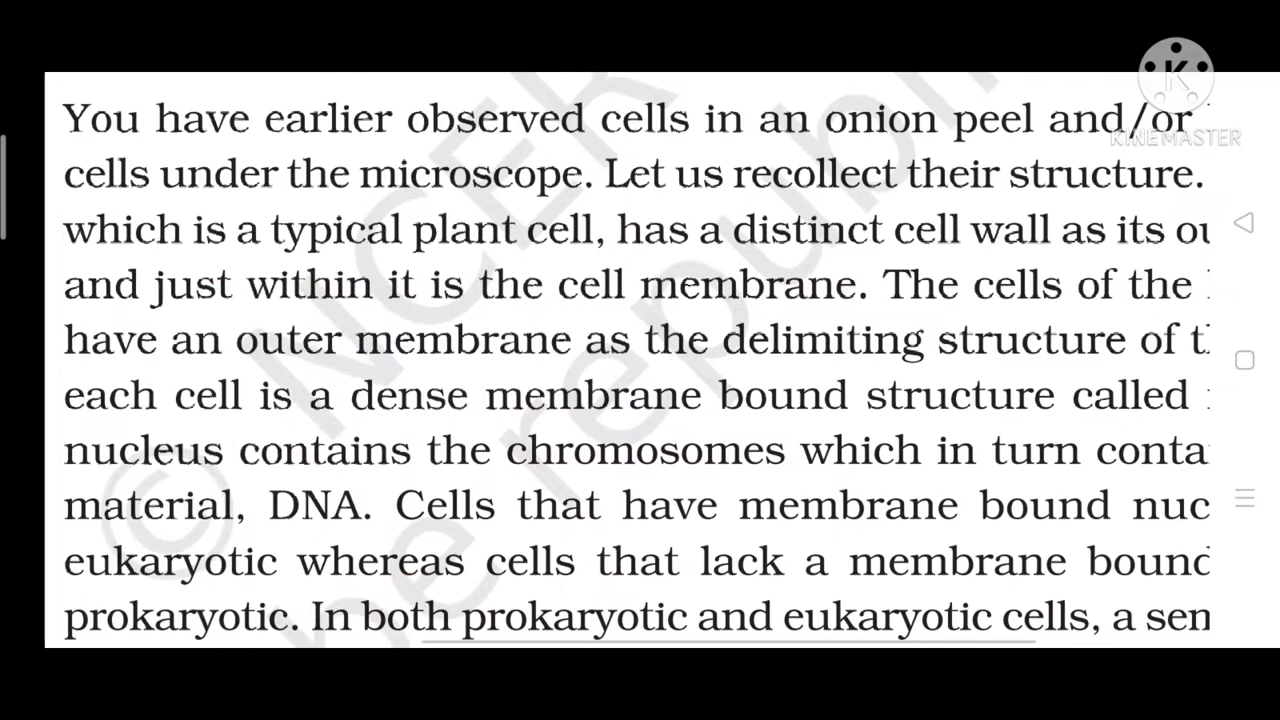 You have earlier observed cells in an onion peel and/or
cells under the microscope. Let us recollect their structure.
which is a typical plant cell, has a distinct cell wall as its
and just within it is the cell membrane. The cells of the
have an outer membrane as the delimiting structure of
each cell is a dense membrane bound structure called
nucleus contains the chromosomes which in turn
material, DNA. Cells that have membrane bound
eukaryotic whereas cells that lack a membrane
prokaryotic. In both prokaryotic and eukaryotic cells, a
K
KINEMASTER
© NCER
he republi